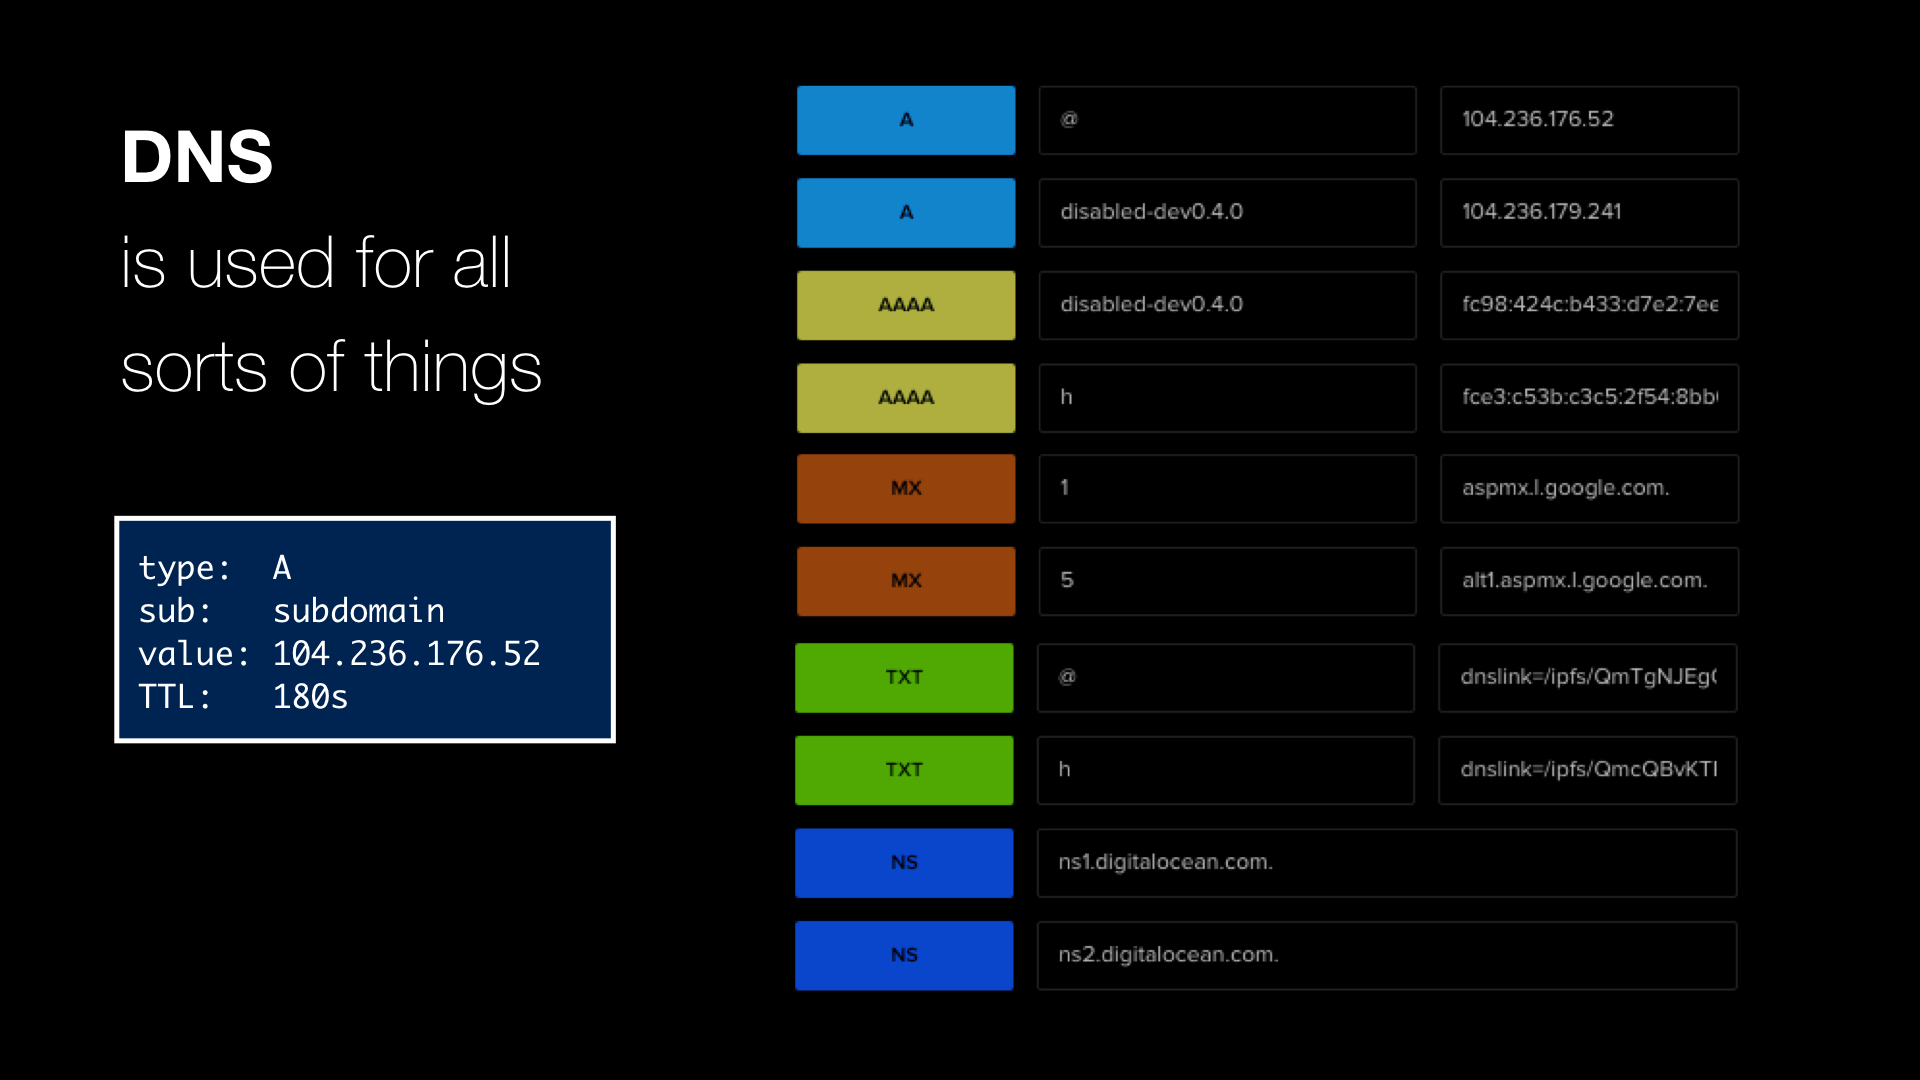 DNS
is used for all
sorts of things
type: A
sub: subdomain
value: 104.236.176.52
TTL: 180s
A @ 104.236.176.52
A disabled-dev0.4.0 104.236.179.241
AAAA disabled-dev0.4.0 fc98:424c:b433:d7e2:7ee
AAAA h fce3:c53b:c3c5:2f54:8bb
MX 1 aspmx.l.google.com.
MX 5 alt1.aspmx.l.google.com.
TXT @ dnslink=/ipfs/QmTgNJEg
TXT h dnslink=/ipfs/QmcQBvKT
NS ns1.digitalocean.com.
NS ns2.digitalocean.com.